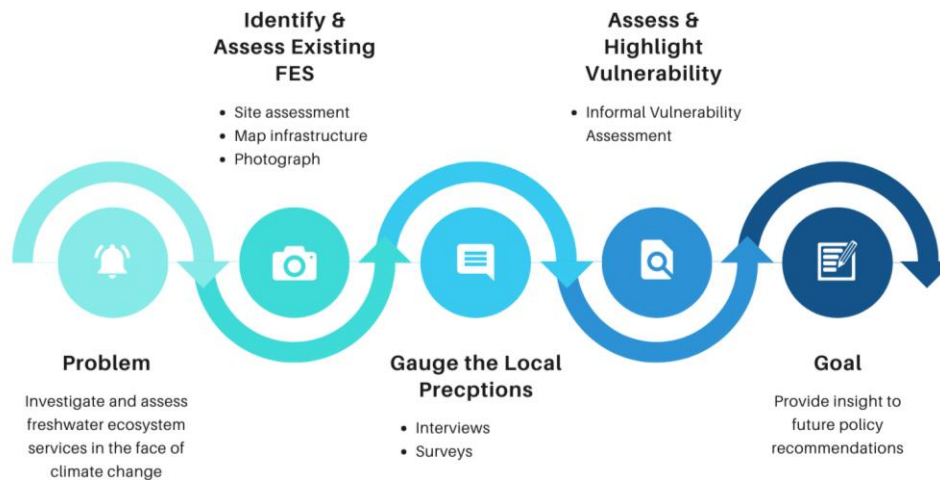 Identify &
Assess Existing
FES
• Site assessment
• Map infrastructure
• Photograph
Assess &
Highlight
Vulnerability
• Informal Vulnerability
Assessment
Problem
Investigate and assess
freshwater ecosystem
services in the face of
climate change
Gauge the Local
Precptions
• Interviews
• Surveys
Goal
Provide insight to
future policy
recommendations